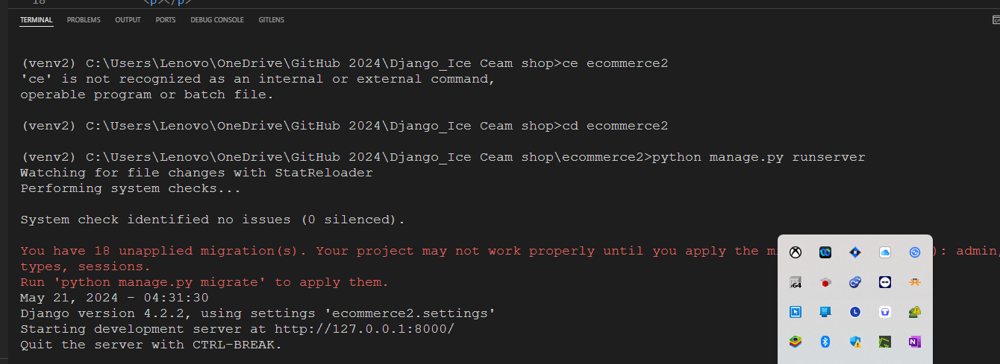 18 <p></p>
TERMINAL PROBLEMS OUTPUT PORTS DEBUG CONSOLE GITLENS
(venv2) C:\Users\Lenovo\OneDrive\GitHub 2024\Django_Ice Ceam shop>ce ecommerce2
'ce' is not recognized as an internal or external command,
operable program or batch file.
(venv2) C:\Users\Lenovo\OneDrive\GitHub 2024\Django_Ice Ceam shop>cd ecommerce2
(venv2) C:\Users\Lenovo\OneDrive\GitHub 2024\Django_Ice Ceam shop\ecommerce2>python manage.py runserver
Watching for file changes with StatReloader
Performing system checks...
System check identified no issues (0 silenced).
You have 18 unapplied migration(s). Your project may not work properly until you apply the ): admin,
types, sessions.
Run 'python manage.py migrate' to apply them.
May 21, 2024 - 04:31:30
Django version 4.2.2, using settings 'ecommerce2.settings'
Starting development server at http://127.0.0.1:8000/
Quit the server with CTRL-BREAK.
.64
L
T
N